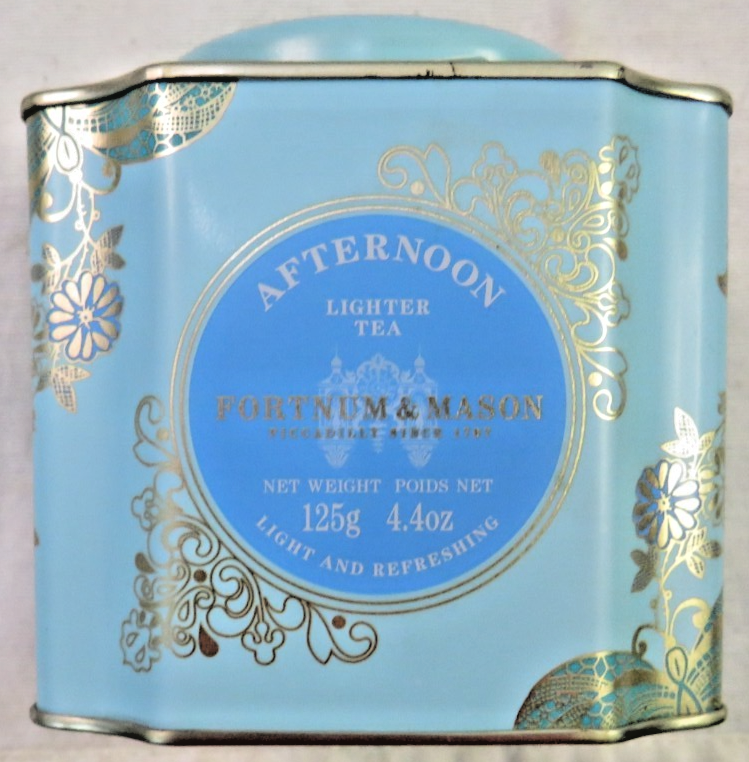 AFTERNOON
LIGHTER
TEA
FORTNUM & MASON
PICCADILLY SINCE 1707
NET WEIGHT POIDS NET
125g 4.4oz
LIGHT AND REFRESHING